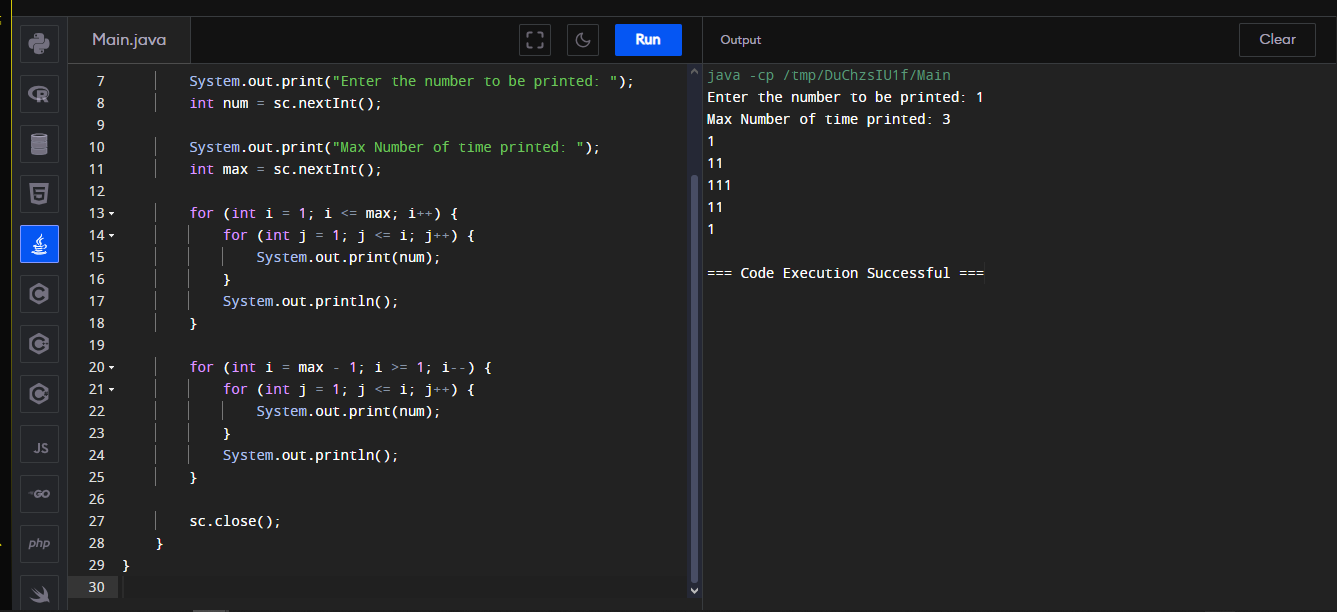 Main.java
Run
Output
Clear
7 System.out.print("Enter the number to be printed: ");
8 int num = sc.nextInt();
9
10 System.out.print("Max Number of time printed: ");
11 int max = sc.nextInt();
12
13 for (int i = 1; i <= max; i++) {
14 for (int j = 1; j <= i; j++) {
15 System.out.print(num);
16 }
17 System.out.println();
18 }
19
20 for (int i = max - 1; i >= 1; i--) {
21 for (int j = 1; j <= i; j++) {
22 System.out.print(num);
23 }
24 System.out.println();
25 }
26
27 sc.close();
28 }
29 }
30
java -cp /tmp/DuChzsIU1f/Main
Enter the number to be printed: 1
Max Number of time printed: 3
1
11
111
11
1
=== Code Execution Successful ===
R
5
C
C
C
JS
GO
php